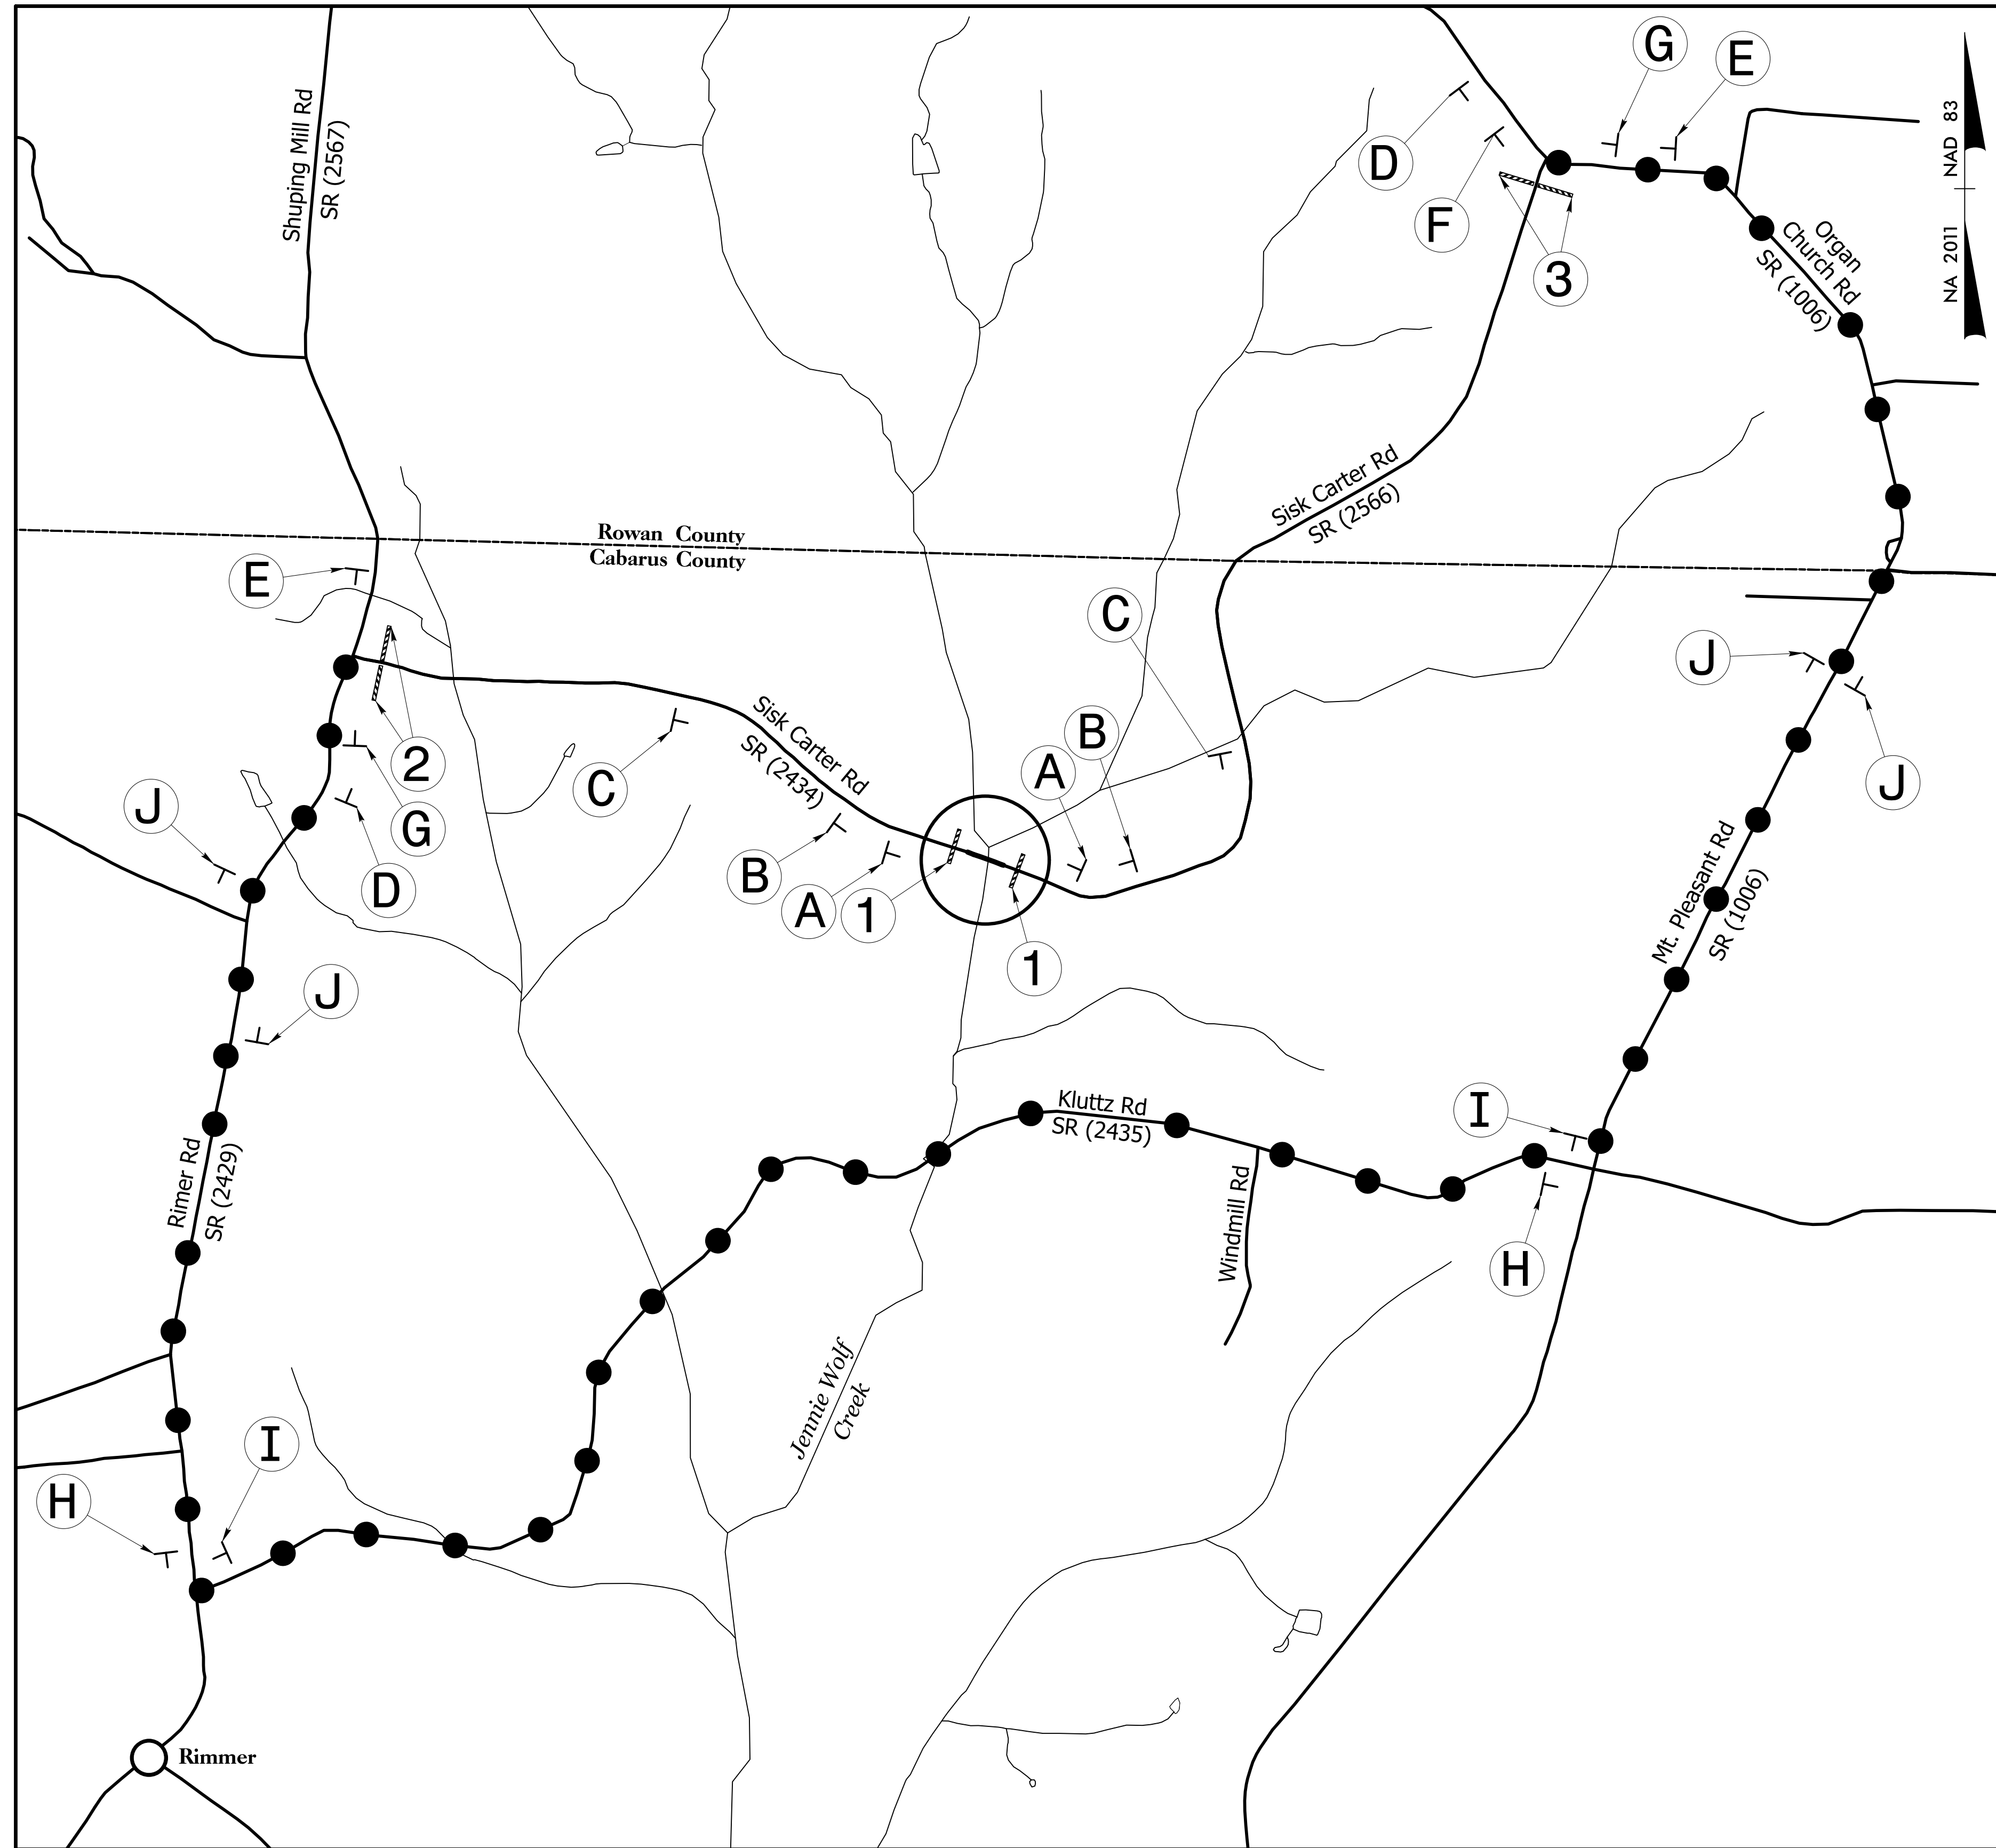 G
E
Shuping Mill Rd
SR (2567)
D
F
3
Organ
Church Rd
SR (1006)
NA 2011 NAD 83
Sisk Carter Rd
SR (2566)
Rowan County
Cabarus County
E
C
J
2
Sisk Carter Rd
SR (2434)
C
B
A
J
J
G
D
B
A
1
1
Mt. Pleasant Rd
SR (1006)
J
Kluttz Rd
SR (2435)
I
Rimer Rd
SR (2429)
Windmill Rd
H
Jennie Wolf
Creek
I
H
Rimmer